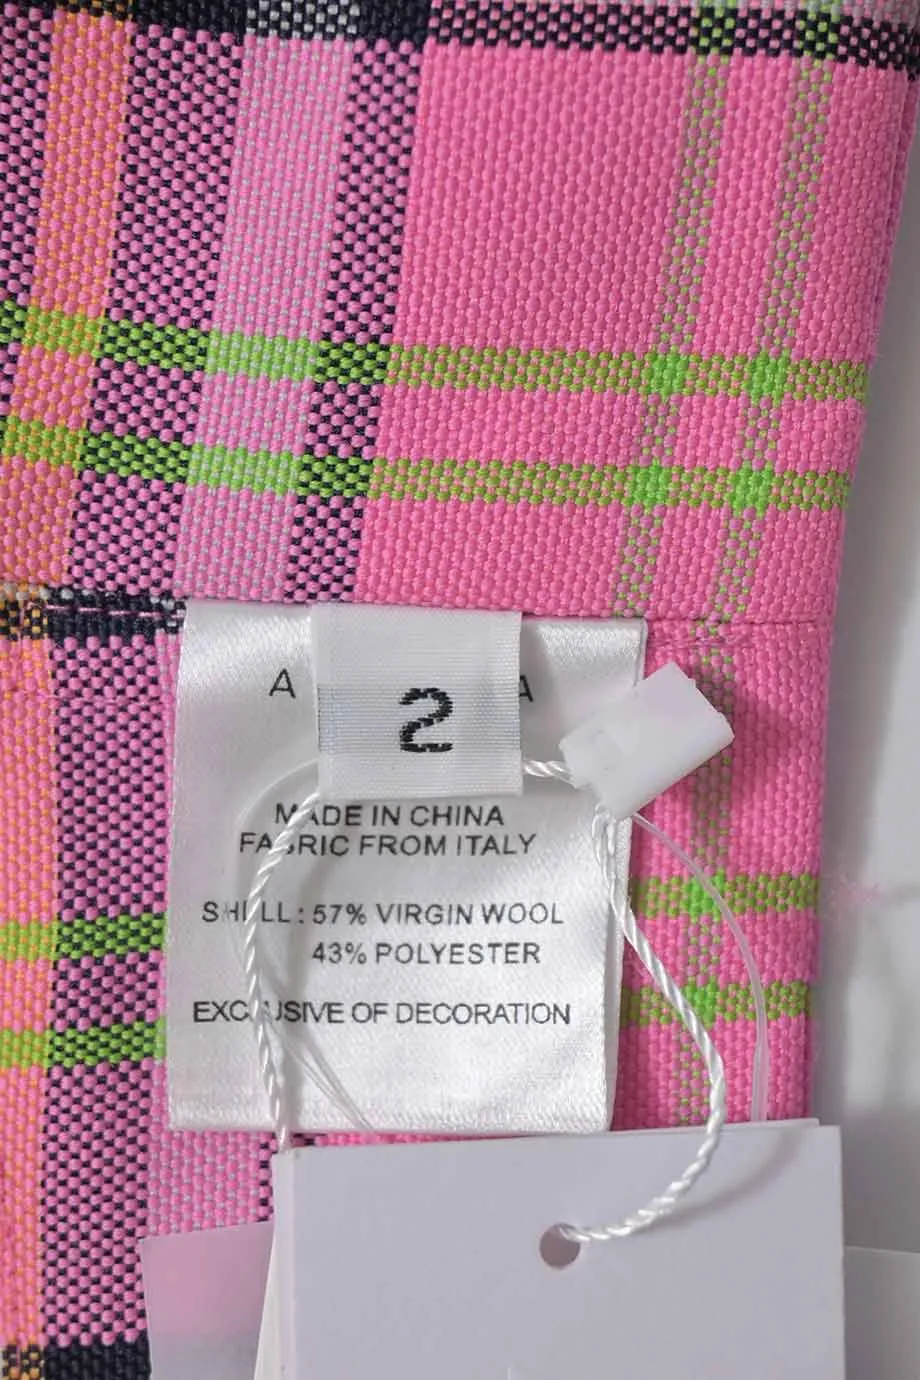 A A
2
MADE IN CHINA
FABRIC FROM ITALY
SHELL: 57% VIRGIN WOOL
43% POLYESTER
EXCLUSIVE OF DECORATION